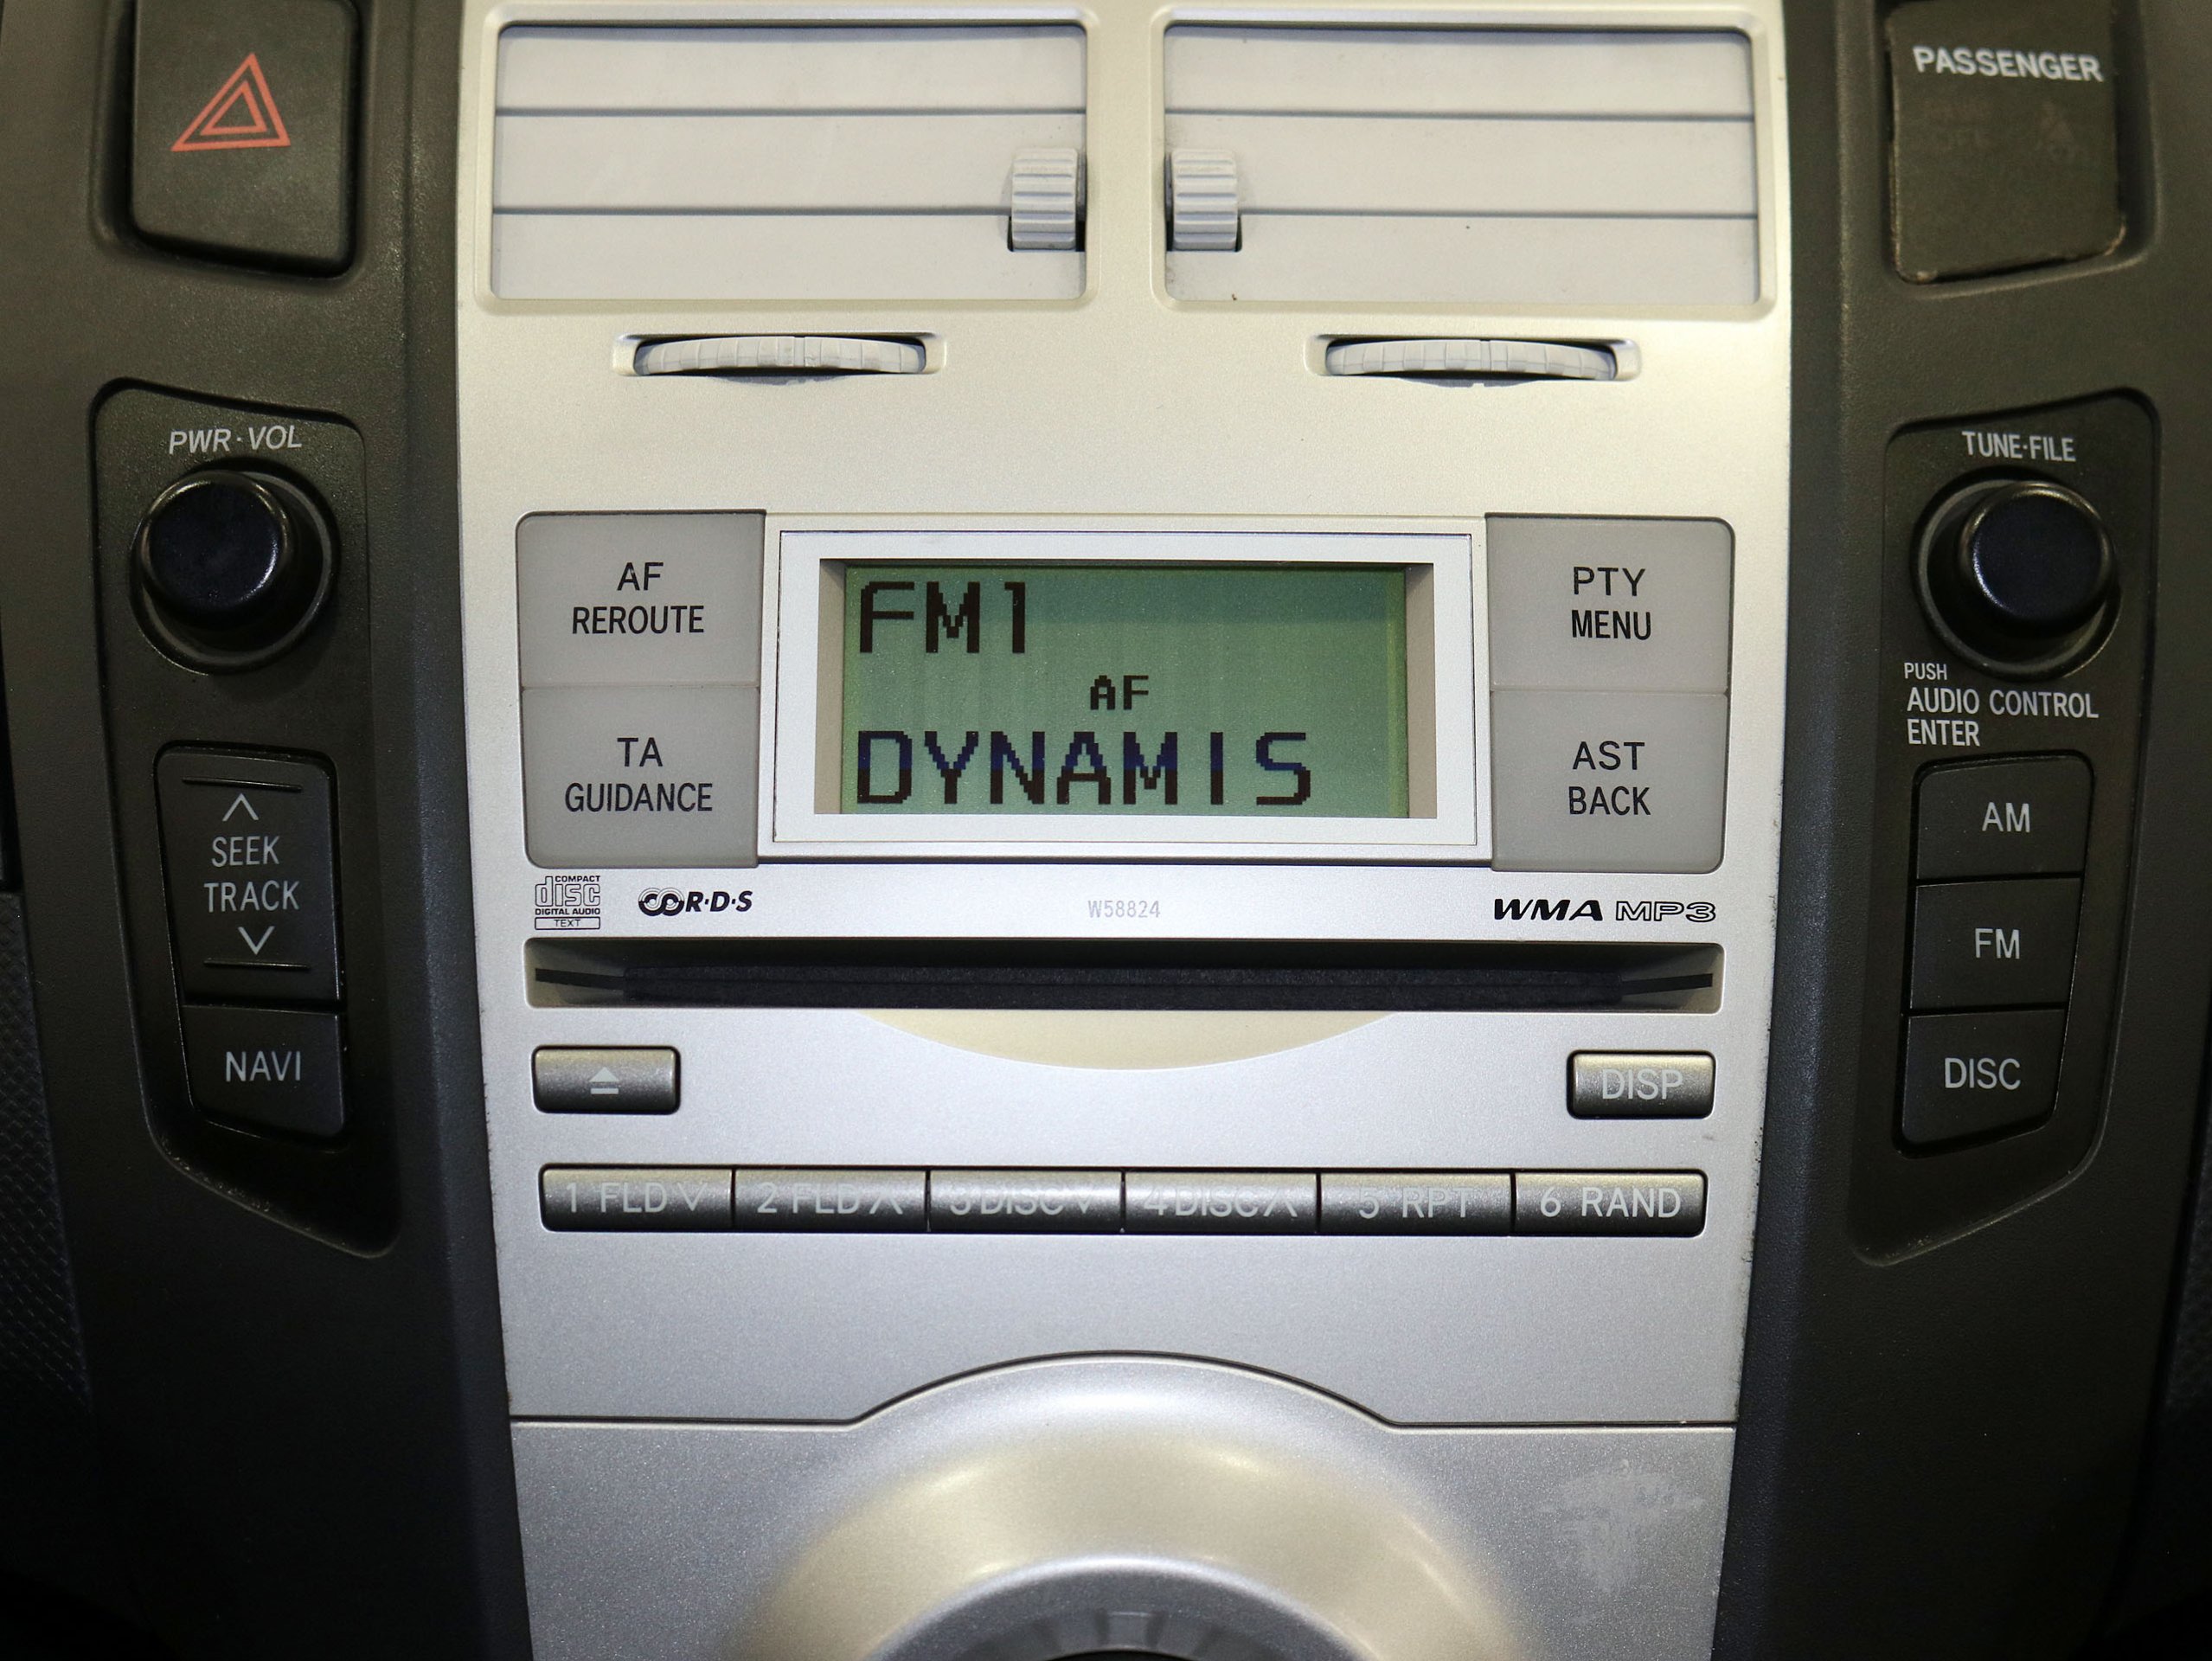 PASSENGER
PWR·VOL
TUNE·FILE
AF
REROUTE
PTY
MENU
FM1
AF
DYNAMIS
TA
GUIDANCE
AST
BACK
PUSH
AUDIO CONTROL
ENTER
SEEK
TRACK
NAVI
AM
FM
DISC
COMPACT
disc
DIGITAL AUDIO
TEXT
R·D·S
W58824
WMA MP3
DISP
1 FLD
2 FLD
3 DISC
4 DISC
5 RPT
6 RAND